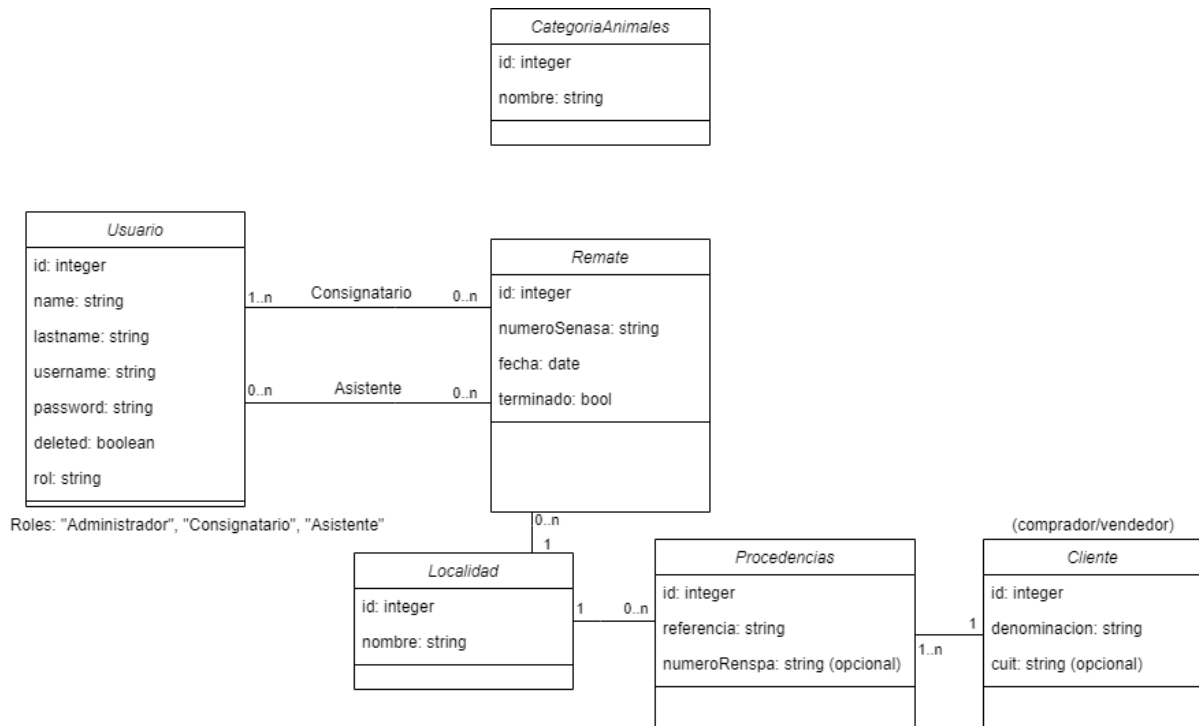 CategoriaAnimales
id: integer
nombre: string
Usuario
id: integer
name: string
lastname: string
username: string
password: string
deleted: boolean
rol: string
Roles: "Administrador", "Consignatario", "Asistente"
1..n
Consignatario
0..n
0..n
Asistente
0..n
Remate
id: integer
numeroSenasa: string
fecha: date
terminado: bool
0..n
1
Localidad
id: integer
nombre: string
1
0..n
Procedencias
id: integer
referencia: string
numeroRenspa: string (opcional)
1..n
1
(comprador/vendedor)
Cliente
id: integer
denominacion: string
cuit: string (opcional)